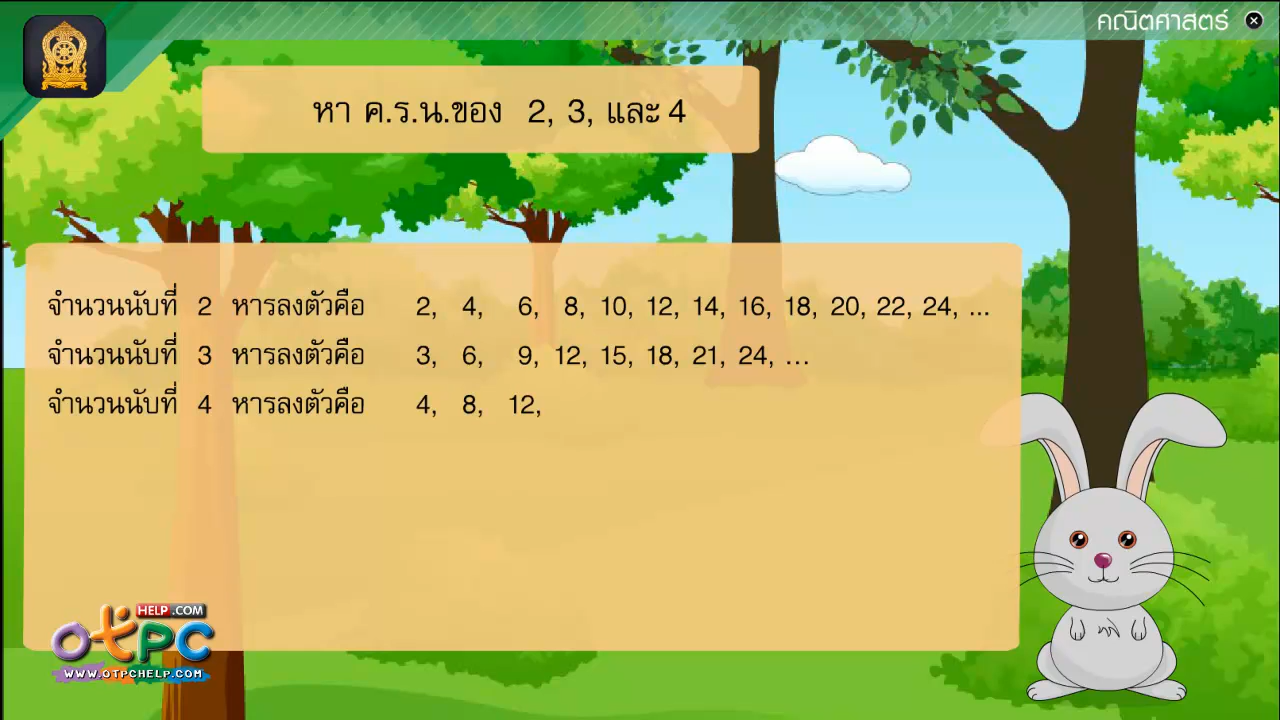 คณิตศาสตร์
หา ค.ร.น.ของ 2, 3, และ 4
จำนวนนับที่ 2 หารลงตัวคือ 2, 4, 6, 8, 10, 12, 14, 16, 18, 20, 22, 24, ...
จำนวนนับที่ 3 หารลงตัวคือ 3, 6, 9, 12, 15, 18, 21, 24, ...
จำนวนนับที่ 4 หารลงตัวคือ 4, 8, 12,
HELP.COM
OTPC
WWW.OTPCHELP.COM